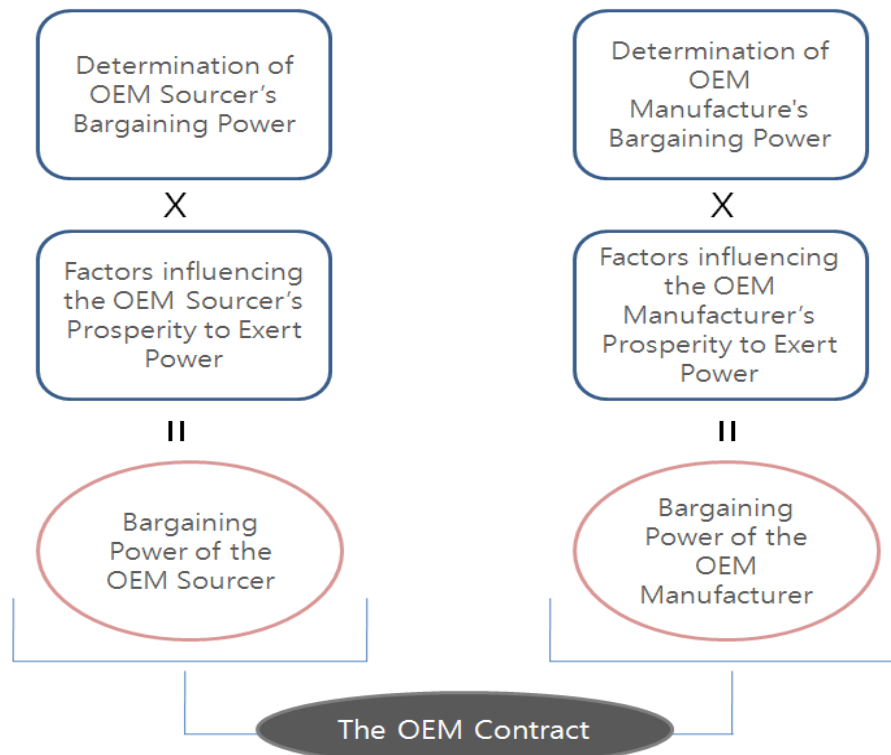 Determination of
OEM Sourcer's
Bargaining Power
X
Factors influencing
the OEM Sourcer's
Prosperity to Exert
Power
=
Bargaining
Power of the
OEM Sourcer
Determination of
OEM
Manufacture's
Bargaining Power
X
Factors influencing
the OEM
Manufacturer's
Prosperity to Exert
Power
=
Bargaining
Power of the
OEM
Manufacturer
The OEM Contract